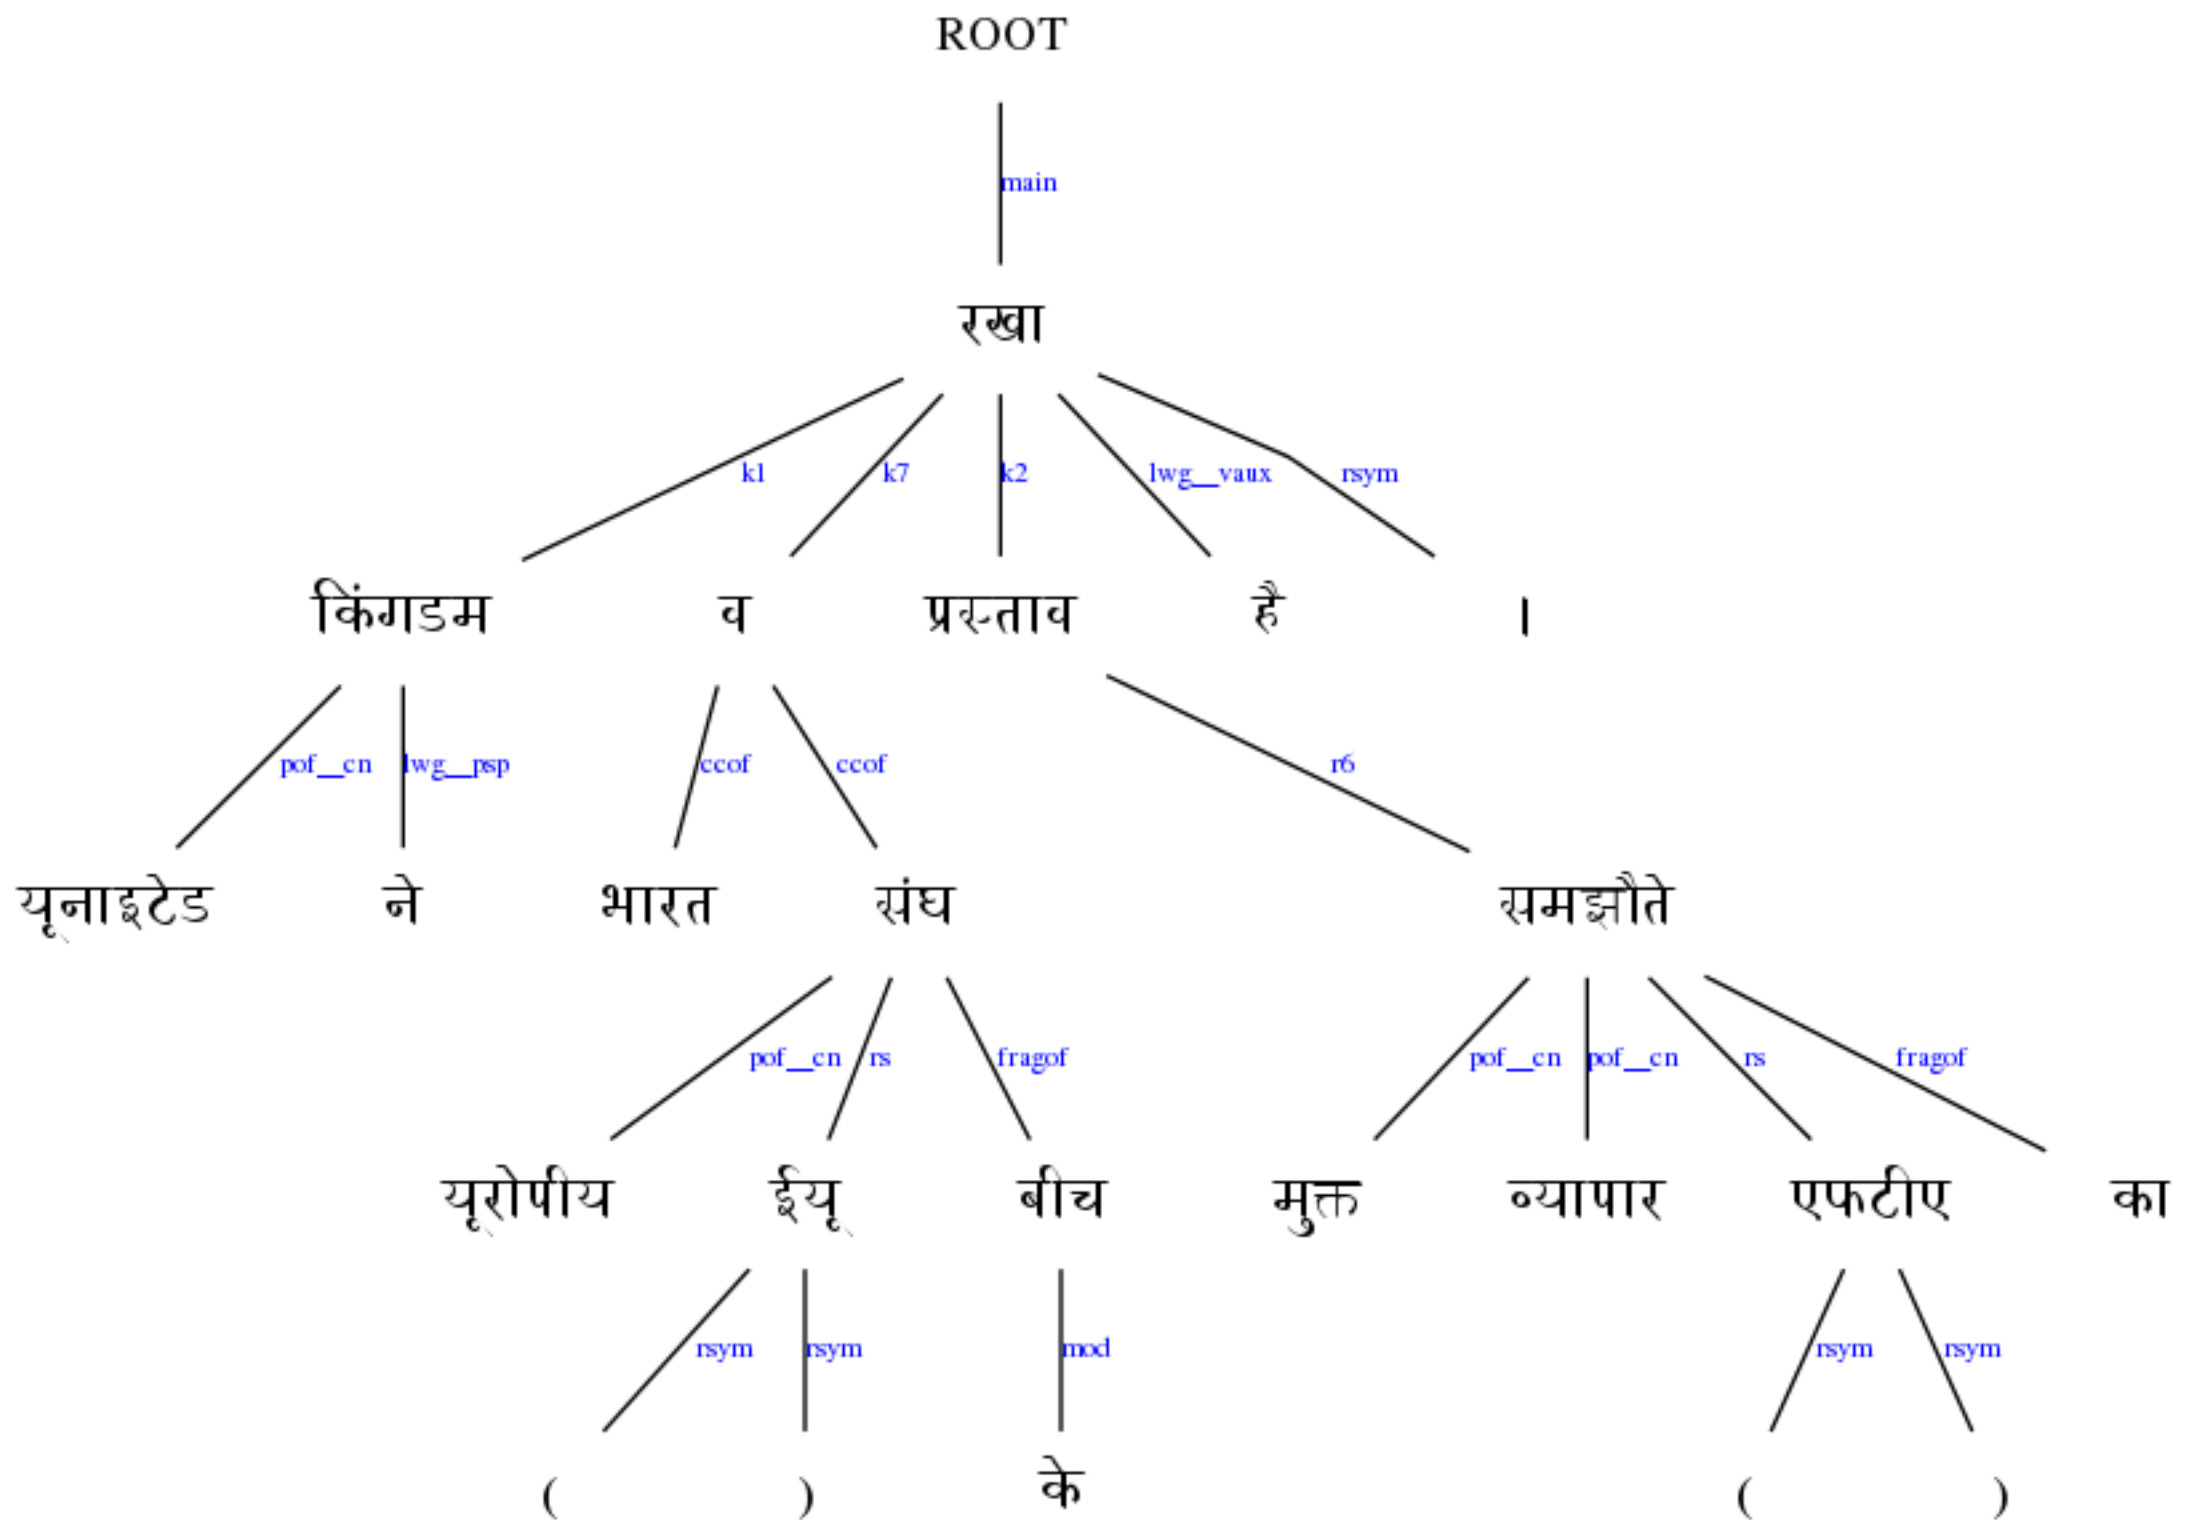 ROOT
main
रखा
k1 k7 k2 lwg__vaux rsym
किंगडम व प्रस्ताव है ।
pof__cn lwg__psp ccof ccof r6
यूनाइटेड ने भारत संघ समझौते
pof__cn rs fragof pof__cn pof__cn rs fragof
यूरोपीय ईयू बीच मुक्त व्यापार एफटीए का
rsym rsym mod rsym rsym
( ) के ( )